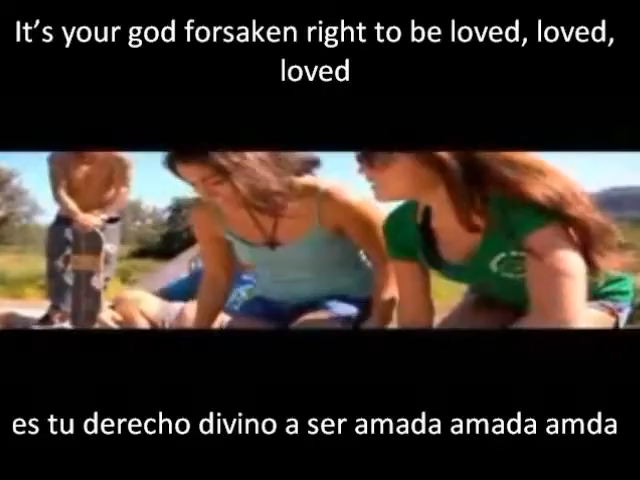 It’s your god forsaken right to be loved, loved,
loved
es tu derecho divino a ser amada amada amda